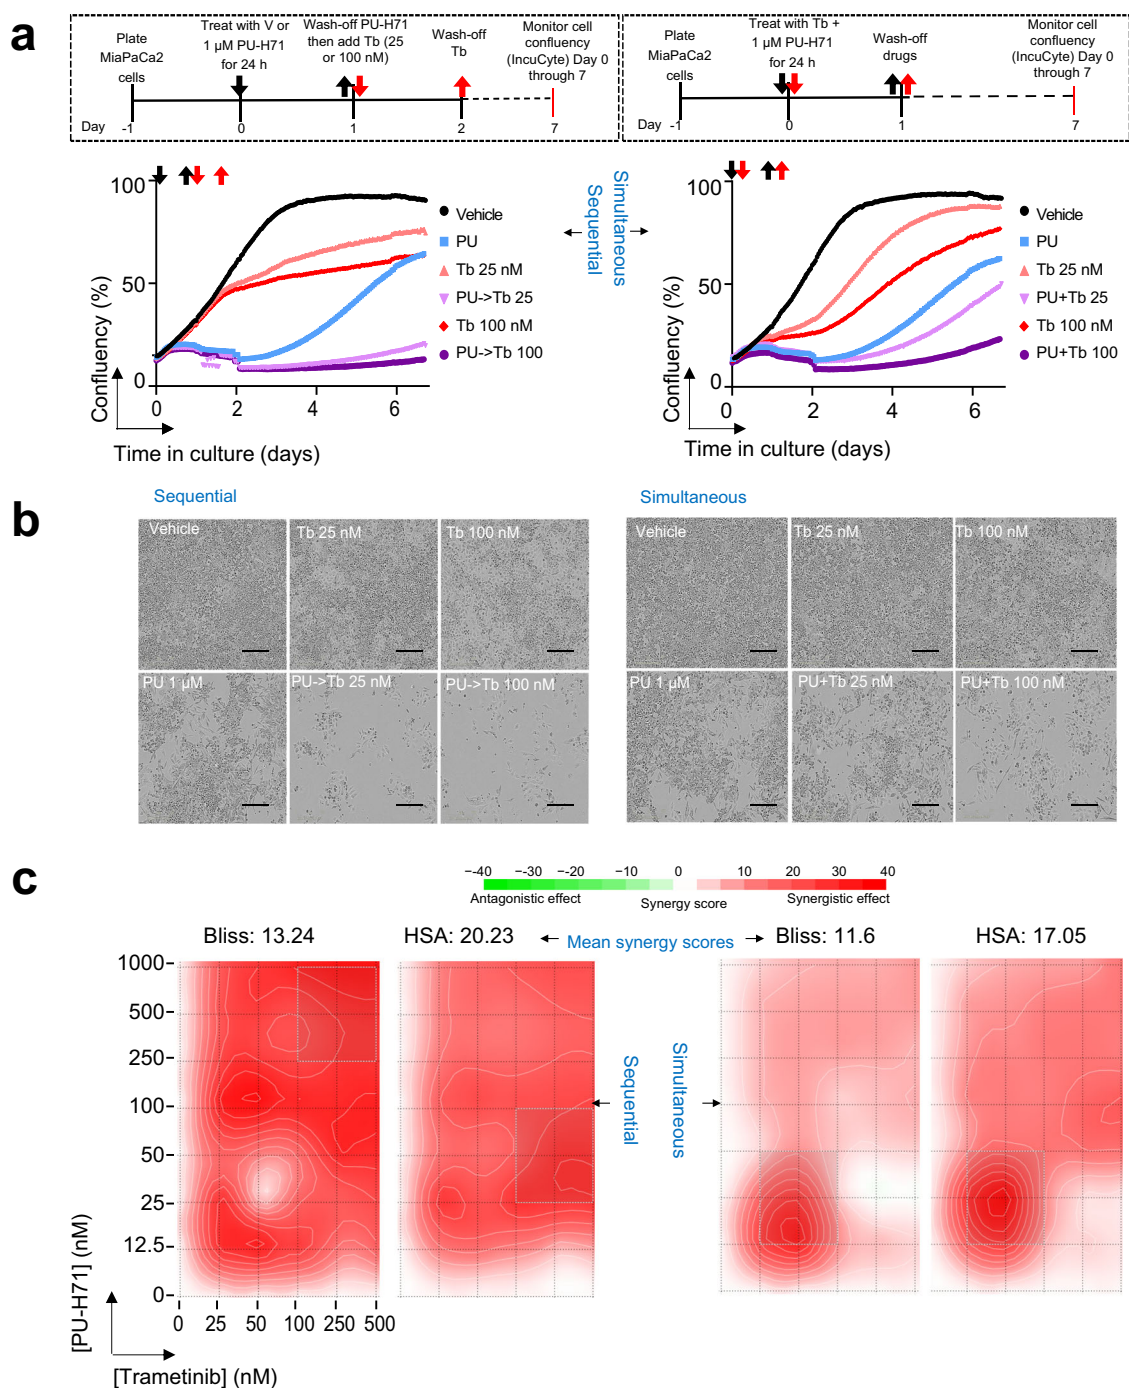 a
Plate
MiaPaCa2
cells
Treat with V or
1 µM PU-H71
for 24 h
Wash-off PU-H71
then add Tb (25
or 100 nM)
Wash-off
Tb
Monitor cell
confluency
(IncuCyte) Day 0
through 7
Day -1 0 1 2 7
Plate
MiaPaCa2
cells
Treat with Tb +
1 µM PU-H71
for 24 h
Wash-off
drugs
Monitor cell
confluency
(IncuCyte) Day 0
through 7
Day -1 0 1 7
100
50
0
Confluency (%)
0 2 4 6
Time in culture (days)
Vehicle
PU
Tb 25 nM
PU->Tb 25
Tb 100 nM
PU->Tb 100
Simultaneous
Sequential
100
50
0
Confluency (%)
0 2 4 6
Time in culture (days)
Vehicle
PU
Tb 25 nM
PU+Tb 25
Tb 100 nM
PU+Tb 100
b
Sequential
Simultaneous
Vehicle
Tb 25 nM
Tb 100 nM
PU 1 µM
PU->Tb 25 nM
PU->Tb 100 nM
Vehicle
Tb 25 nM
Tb 100 nM
PU 1 µM
PU+Tb 25 nM
PU+Tb 100 nM
c
−-40 −-30 −-20 −10 0 10 20 30 40
Antagonistic effect
Synergy score
Synergistic effect
Bliss: 13.24
HSA: 20.23
Mean synergy scores
Bliss: 11.6
HSA: 17.05
1000
500
250
100
50
25
12.5
0
[PU-H71] (nM)
0 25 50 100 250 500
[Trametinib] (nM)
Sequential
Simultaneous